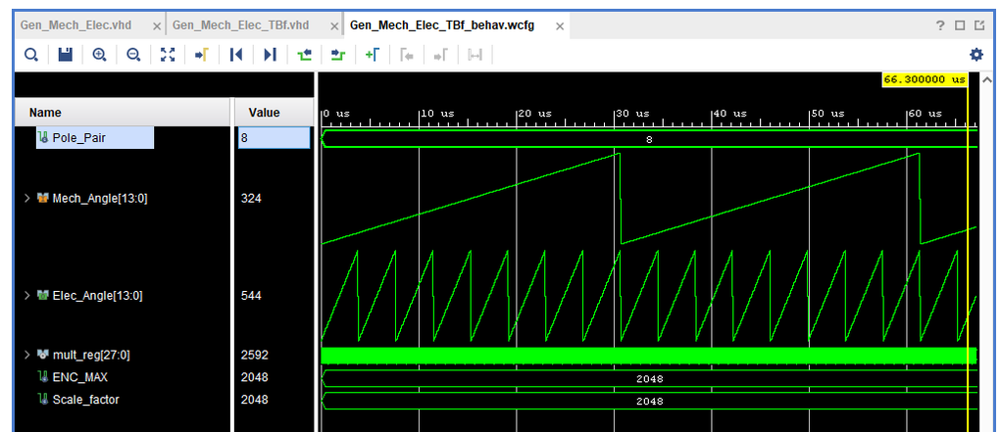 Gen_Mech_Elec.vhd × Gen_Mech_Elec_TBf.vhd × Gen_Mech_Elec_TBf_behav.wcfg × ?
66.300000 us
Name Value 0 us 10 us 20 us 30 us 40 us 50 us 60 us
Pole_Pair 8 8
Mech_Angle[13:0] 324
Elec_Angle[13:0] 544
mult_reg[27:0] 2592
ENC_MAX 2048 2048
Scale_factor 2048 2048